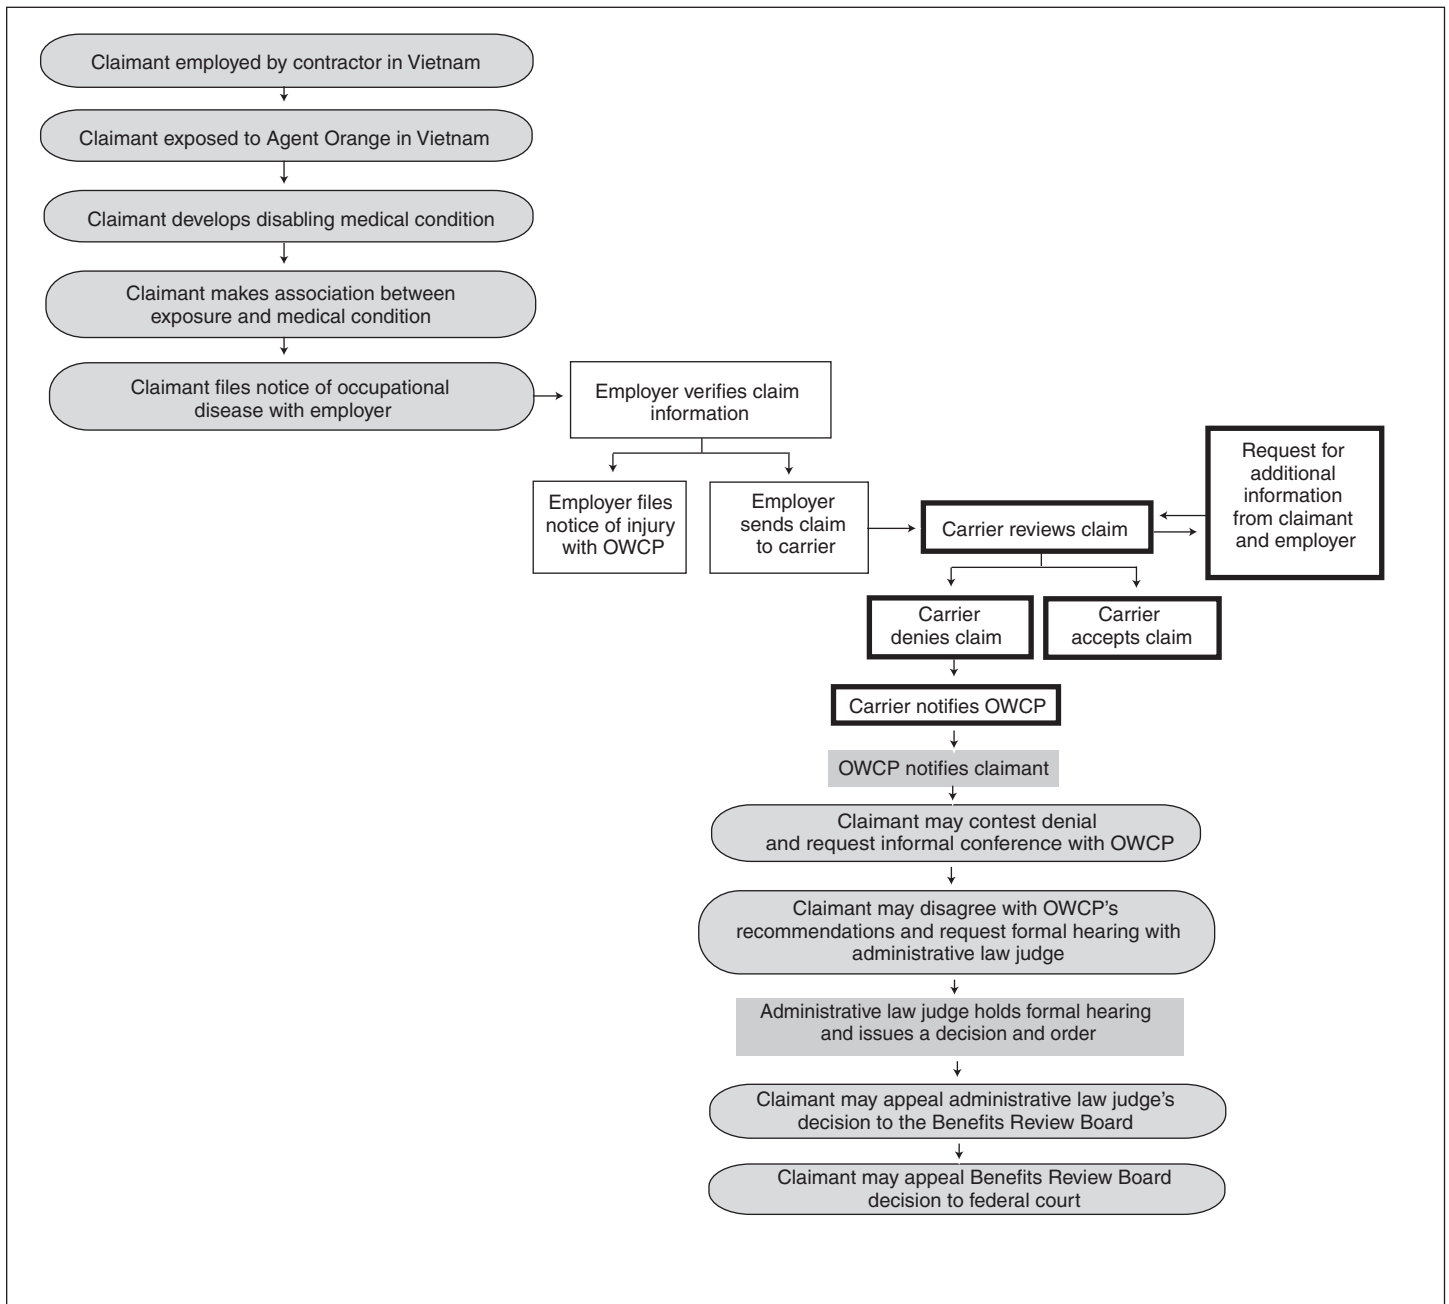 Claimant employed by contractor in Vietnam
Claimant exposed to Agent Orange in Vietnam
Claimant develops disabling medical condition
Claimant makes association between
exposure and medical condition
Claimant files notice of occupational
disease with employer
Employer verifies claim
information
Employer files
notice of injury
with OWCP
Employer
sends claim
to carrier
Carrier reviews claim
Request for
additional
information
from claimant
and employer
Carrier
denies claim
Carrier
accepts claim
Carrier notifies OWCP
OWCP notifies claimant
Claimant may contest denial
and request informal conference with OWCP
Claimant may disagree with OWCP's
recommendations and request formal hearing with
administrative law judge
Administrative law judge holds formal hearing
and issues a decision and order
Claimant may appeal administrative law judge's
decision to the Benefits Review Board
Claimant may appeal Benefits Review Board
decision to federal court